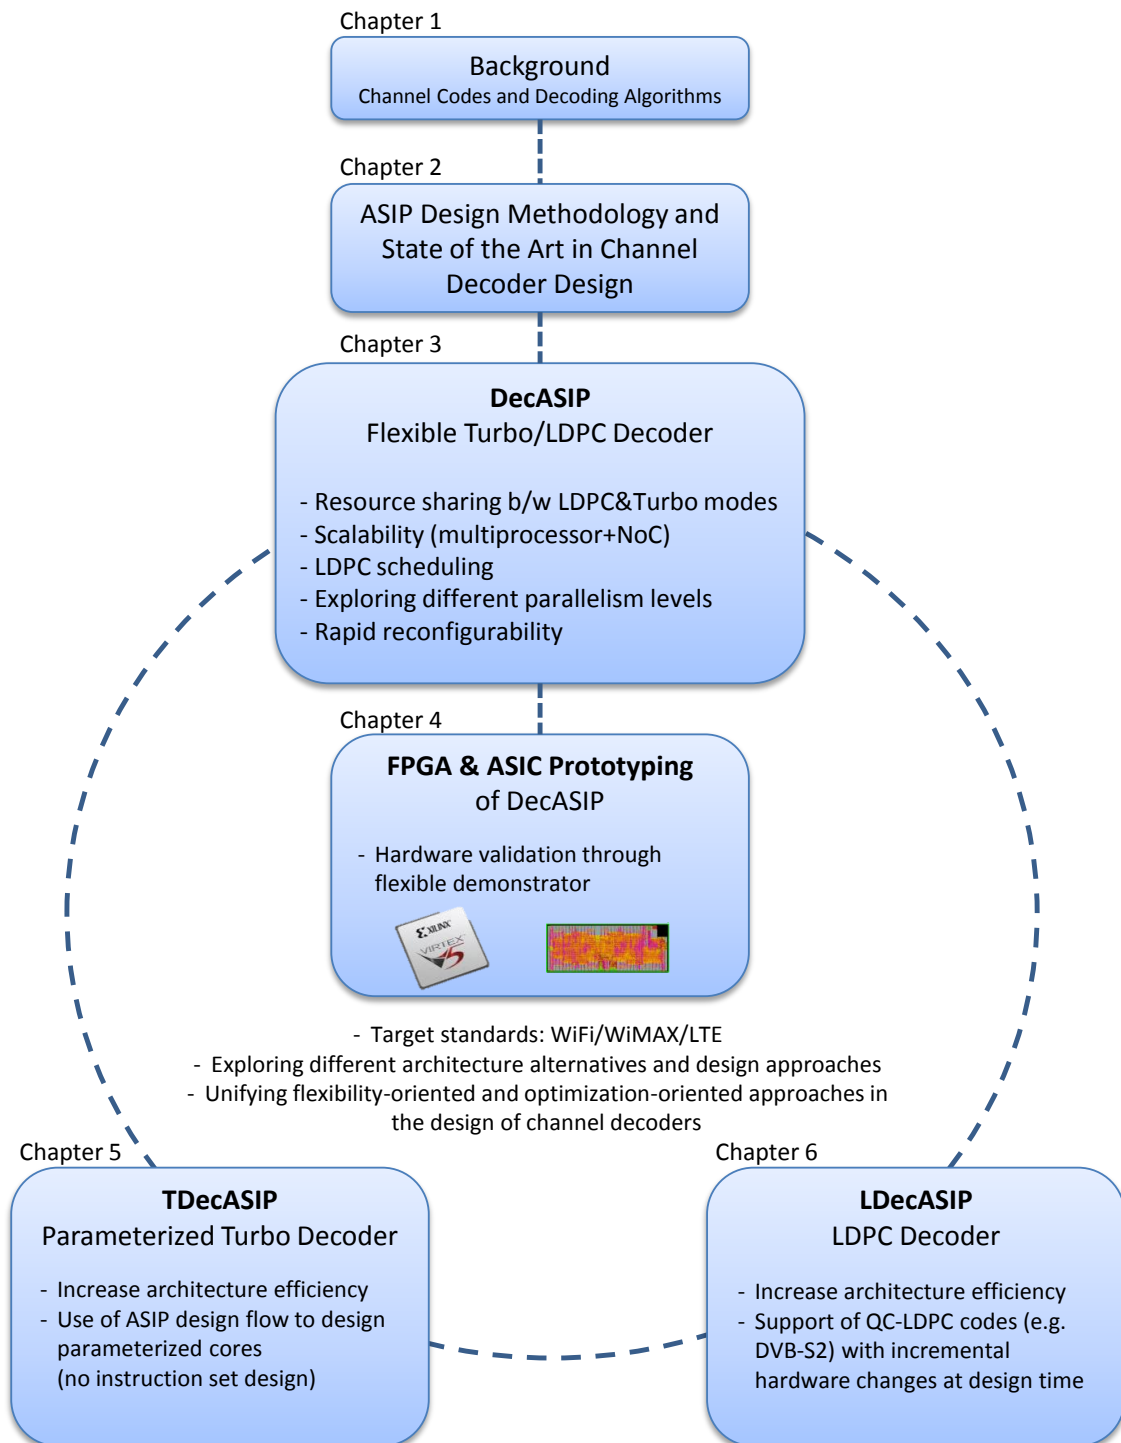 Chapter 1
Background
Channel Codes and Decoding Algorithms
Chapter 2
ASIP Design Methodology and
State of the Art in Channel
Decoder Design
Chapter 3
DecASIP
Flexible Turbo/LDPC Decoder
- Resource sharing b/w LDPC&Turbo modes
- Scalability (multiprocessor+NoC)
- LDPC scheduling
- Exploring different parallelism levels
- Rapid reconfigurability
Chapter 4
FPGA & ASIC Prototyping
of DecASIP
- Hardware validation through
flexible demonstrator
XILINX
VIRTEX
5
- Target standards: WiFi/WiMAX/LTE
- Exploring different architecture alternatives and design approaches
- Unifying flexibility-oriented and optimization-oriented approaches in
the design of channel decoders
Chapter 5
TDecASIP
Parameterized Turbo Decoder
- Increase architecture efficiency
- Use of ASIP design flow to design
parameterized cores
(no instruction set design)
Chapter 6
LDecASIP
LDPC Decoder
- Increase architecture efficiency
- Support of QC-LDPC codes (e.g.
DVB-S2) with incremental
hardware changes at design time